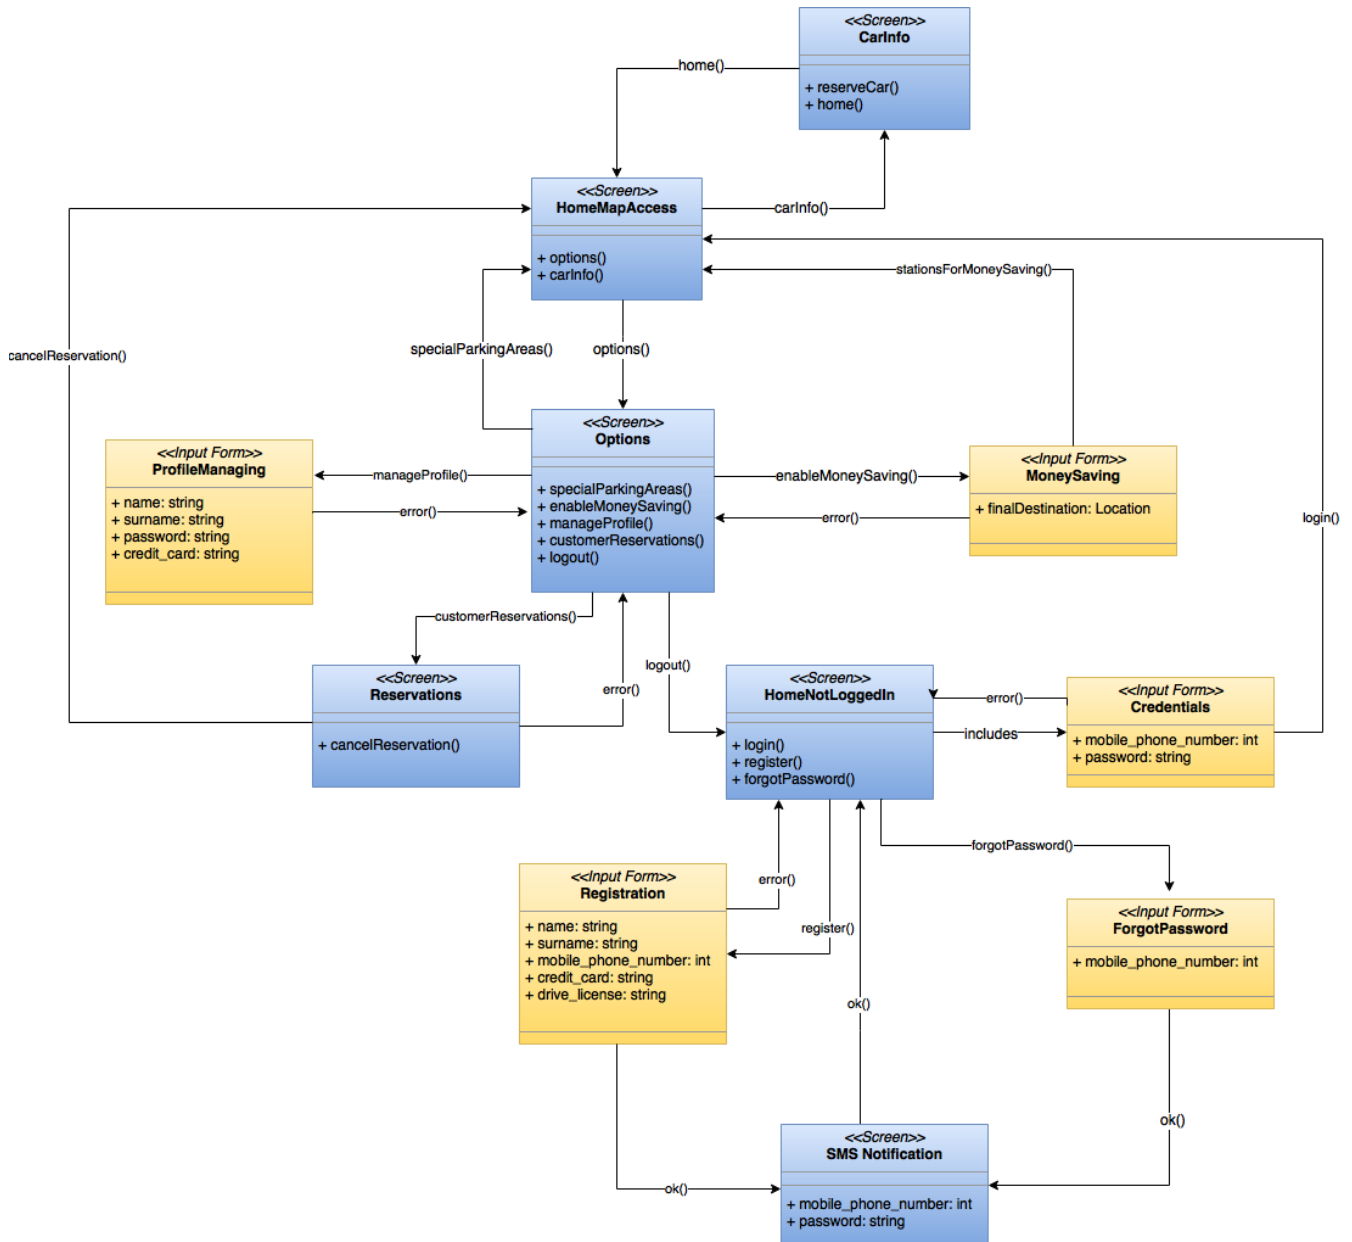 <<Screen>>
CarInfo
+ reserveCar()
+ home()
home()
<<Screen>>
HomeMapAccess
+ options()
+ carInfo()
carInfo()
stationsForMoneySaving()
cancelReservation()
specialParkingAreas()
options()
<<Screen>>
Options
+ specialParkingAreas()
+ enableMoneySaving()
+ manageProfile()
+ customerReservations()
+ logout()
<<Input Form>>
ProfileManaging
+ name: string
+ surname: string
+ password: string
+ credit_card: string
manageProfile()
error()
enableMoneySaving()
error()
<<Input Form>>
MoneySaving
+ finalDestination: Location
login()
customerReservations()
error()
logout()
<<Screen>>
Reservations
+ cancelReservation()
<<Screen>>
HomeNotLoggedIn
+ login()
+ register()
+ forgotPassword()
error()
includes
<<Input Form>>
Credentials
+ mobile_phone_number: int
+ password: string
forgotPassword()
error()
register()
<<Input Form>>
Registration
+ name: string
+ surname: string
+ mobile_phone_number: int
+ credit_card: string
+ drive_license: string
<<Input Form>>
ForgotPassword
+ mobile_phone_number: int
ok()
ok()
ok()
<<Screen>>
SMS Notification
+ mobile_phone_number: int
+ password: string